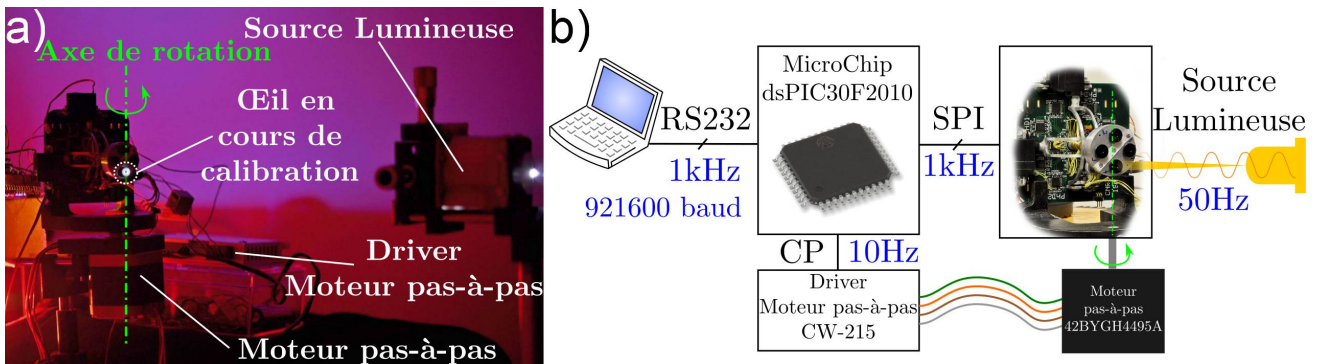 a)
Source Lumineuse
Axe de rotation
Œil en
cours de
calibration
Driver
Moteur pas-à-pas
Moteur pas-à-pas
b)
MicroChip
dsPIC30F2010
RS232
1kHz
921600 baud
SPI
1kHz
Source
Lumineuse
50Hz
CP
10Hz
Driver
Moteur pas-à-pas
CW-215
Moteur
pas-à-pas
42BYGH4495A